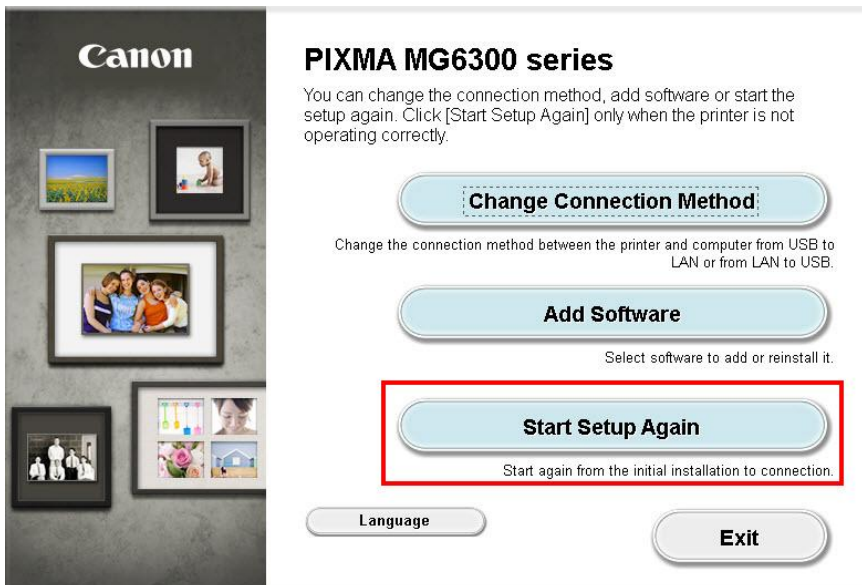 Canon
PIXMA MG6300 series
You can change the connection method, add software or start the
setup again. Click [Start Setup Again] only when the printer is not
operating correctly.
Change Connection Method
Change the connection method between the printer and computer from USB to
LAN or from LAN to USB.
Add Software
Select software to add or reinstall it.
Start Setup Again
Start again from the initial installation to connection.
Language
Exit